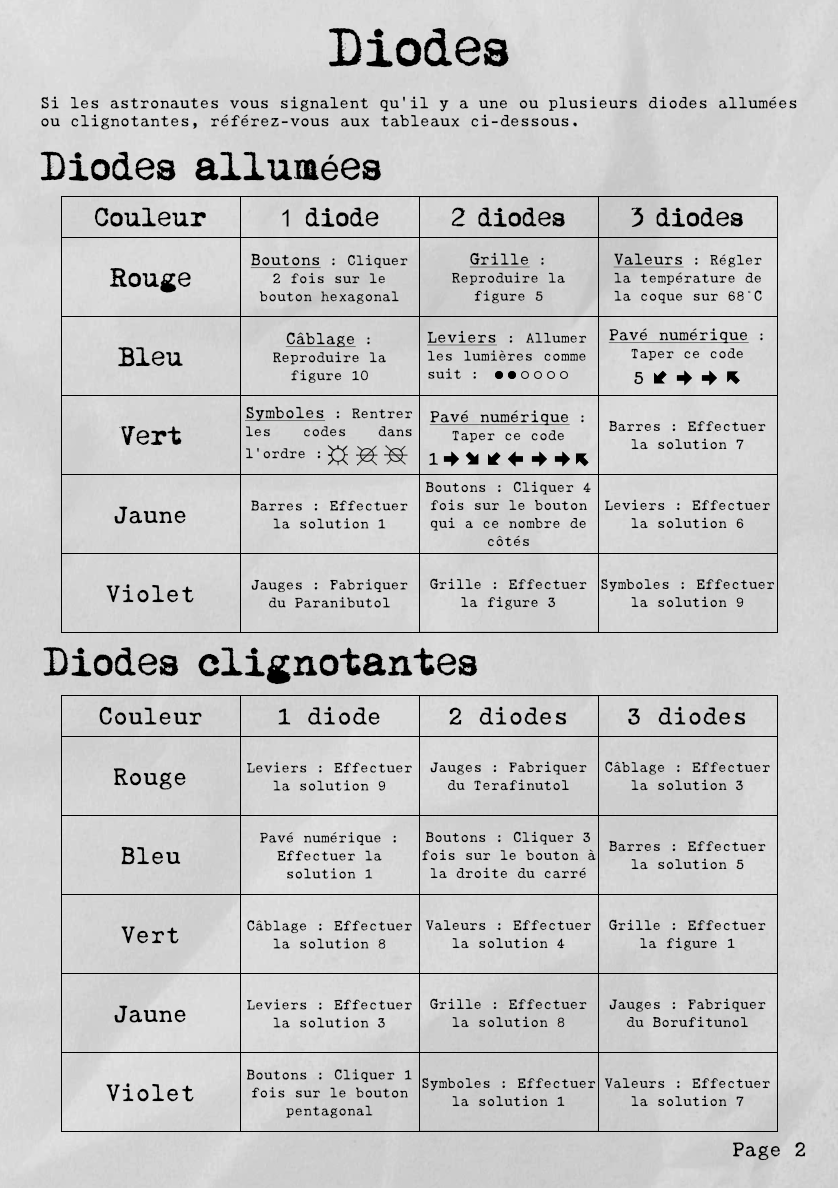 Diodes
Si les astronautes vous signalent qu'il y a une ou plusieurs diodes allumées
ou clignotantes, référez-vous aux tableaux ci-dessous.
Diodes allumées
Couleur 1 diode 2 diodes 3 diodes
Rouge
Boutons : Cliquer
2 fois sur le
bouton hexagonal
Grille :
Reproduire la
figure 5
Valeurs : Régler
la température de
la coque sur 68°C
Bleu
Câblage :
Reproduire la
figure 10
Leviers : Allumer
les lumières comme
suit : ●●○○○○
Pavé numérique :
Taper ce code
5 ↙ → → ↖
Vert
Symboles : Rentrer
les codes dans
l'ordre :
Pavé numérique :
Taper ce code
1 → ↘ ↙ ← → → ↖
Barres : Effectuer
la solution 7
Jaune
Barres : Effectuer
la solution 1
Boutons : Cliquer 4
fois sur le bouton
qui a ce nombre de
côtés
Leviers : Effectuer
la solution 6
Violet
Jauges : Fabriquer
du Paranibutol
Grille : Effectuer
la figure 3
Symboles : Effectuer
la solution 9
Diodes clignotantes
Couleur 1 diode 2 diodes 3 diodes
Rouge
Leviers : Effectuer
la solution 9
Jauges : Fabriquer
du Terafinutol
Câblage : Effectuer
la solution 3
Bleu
Pavé numérique :
Effectuer la
solution 1
Boutons : Cliquer 3
fois sur le bouton à
la droite du carré
Barres : Effectuer
la solution 5
Vert
Câblage : Effectuer
la solution 8
Valeurs : Effectuer
la solution 4
Grille : Effectuer
la figure 1
Jaune
Leviers : Effectuer
la solution 3
Grille : Effectuer
la solution 8
Jauges : Fabriquer
du Borufitunol
Violet
Boutons : Cliquer 1
fois sur le bouton
pentagonal
Symboles : Effectuer
la solution 1
Valeurs : Effectuer
la solution 7
Page 2